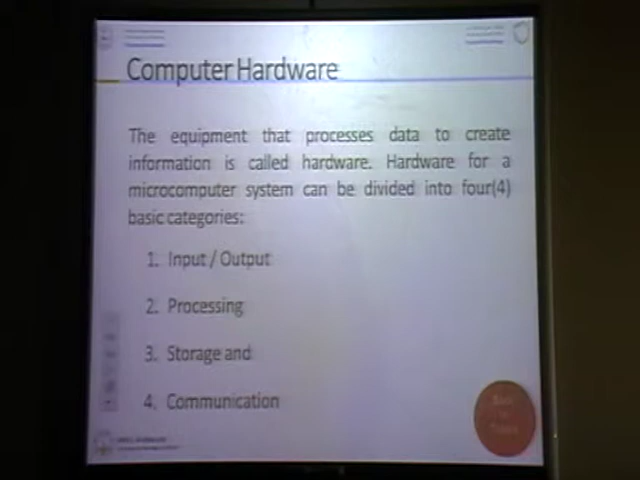 Computer Hardware
The equipment that processes data to create
information is called hardware. Hardware for a
microcomputer system can be divided into four(4)
basic categories:
1. Input / Output
2. Processing
3. Storage and
4. Communication